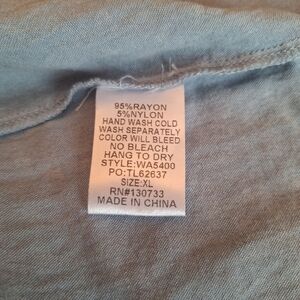 95%RAYON
5%NYLON
HAND WASH COLD
WASH SEPARATELY
COLOR WILL BLEED
NO BLEACH
HANG TO DRY
STYLE:WA5400
PO:TL62637
SIZE:XL
RN#130733
MADE IN CHINA